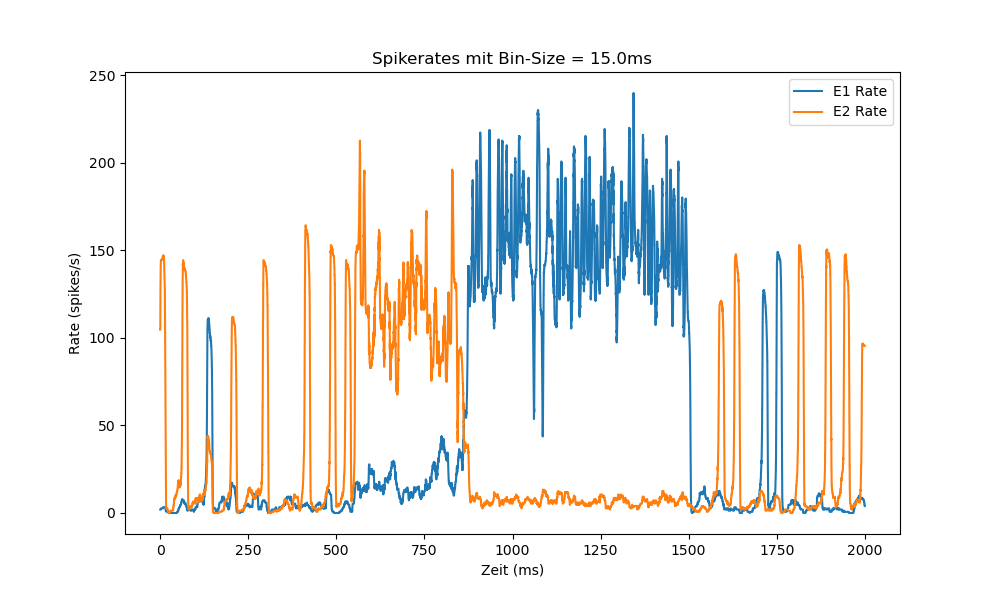 Spikerates mit Bin-Size = 15.0ms
E1 Rate
E2 Rate
Rate (spikes/s)
250
200
150
100
50
0
0 250 500 750 1000 1250 1500 1750 2000
Zeit (ms)